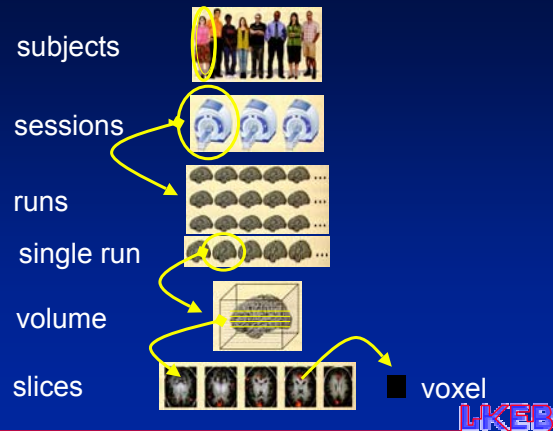 subjects
sessions
runs
single run
volume
slices
voxel
LKEB